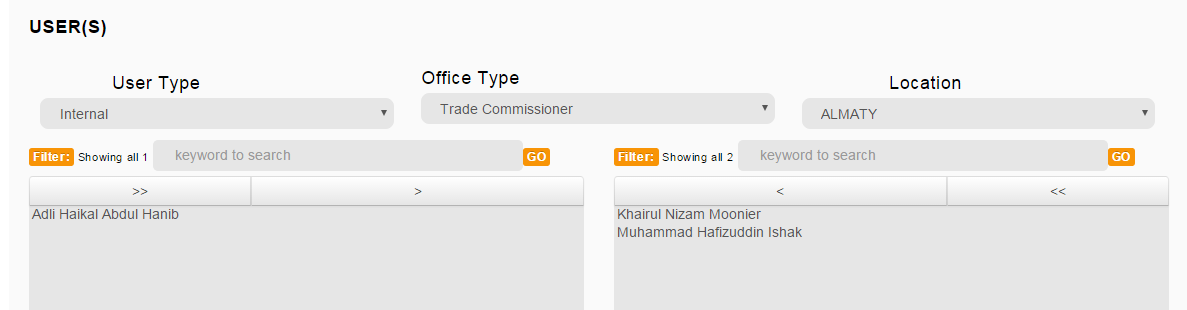 USER(S)
User Type
Office Type
Location
Internal
Trade Commissioner
ALMATY
Filter: Showing all 1 keyword to search GO
Filter: Showing all 2 keyword to search GO
>> >
< <<
Adli Haikal Abdul Hanib
Khairul Nizam Moonier
Muhammad Hafizuddin Ishak